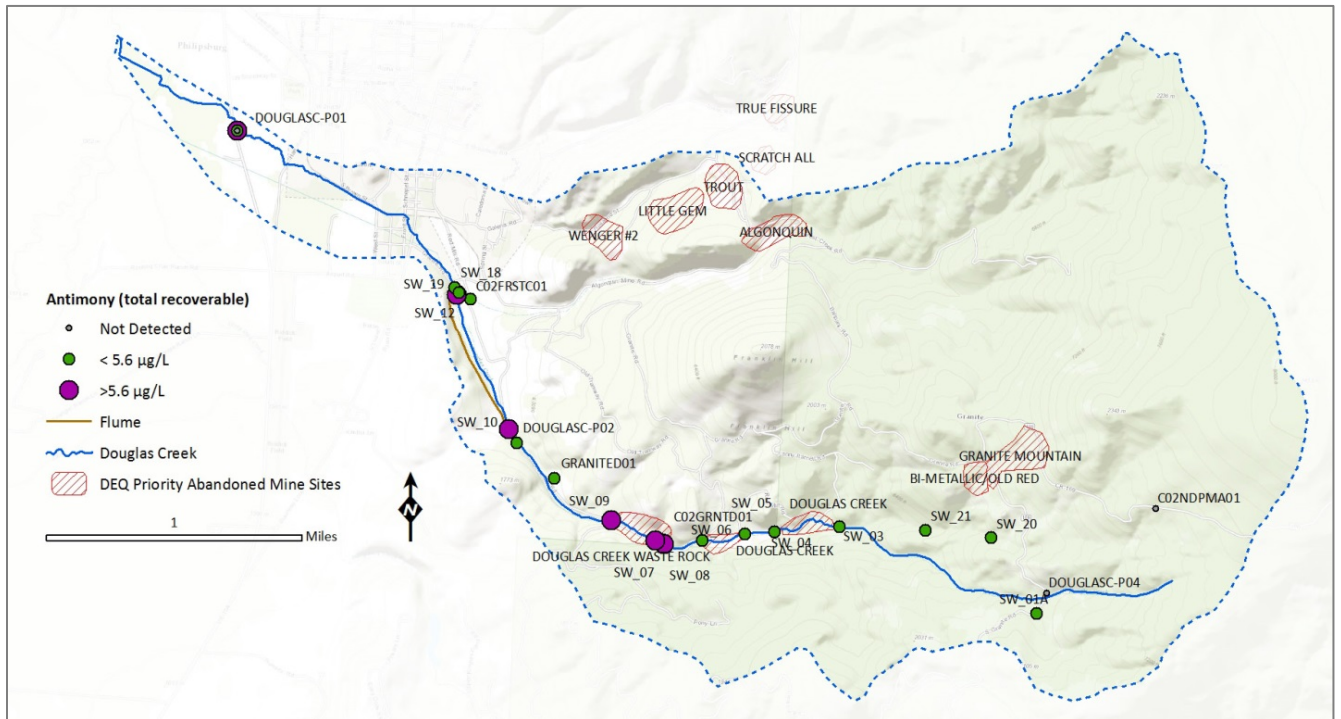 Philipsburg
DOUGLASC-P01
TRUE FISSURE
SCRATCH ALL
TROUT
LITTLE GEM
WENGER #2
ALGONQUIN
SW_18
SW_19
C02FRSTC01
SW_12
Antimony (total recoverable)
Not Detected
< 5.6 µg/L
>5.6 µg/L
Flume
Douglas Creek
DEQ Priority Abandoned Mine Sites
1
Miles
N
Franklin Hill
Granite
SW_10
DOUGLASC-P02
GRANITED01
GRANITE MOUNTAIN
BI-METALLIC/OLD RED
C02NDPMA01
SW_09
C02GRNTD01
SW_05
DOUGLAS CREEK
SW_21
SW_20
SW_06
SW_04
SW_03
DOUGLAS CREEK WASTE ROCK
DOUGLAS CREEK
SW_07
SW_08
DOUGLASC-P04
SW_01A